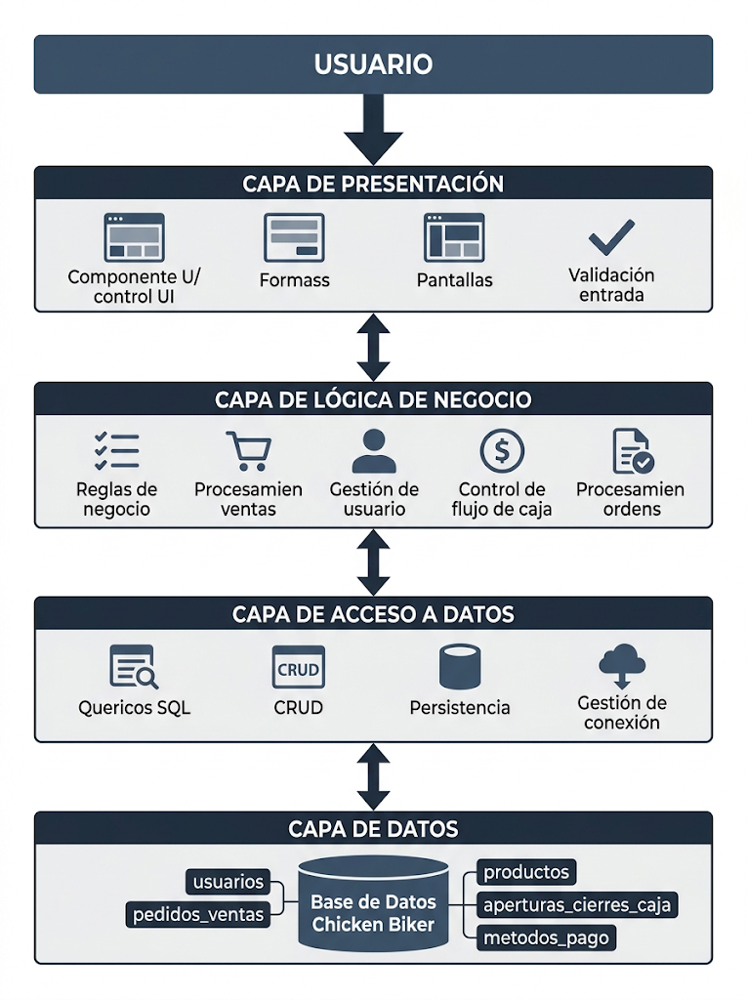 USUARIO
CAPA DE PRESENTACIÓN
Componente U/
control UI
Formass
Pantallas
Validación
entrada
CAPA DE LÓGICA DE NEGOCIO
Reglas de
negocio
Procesamien
ventas
Gestión de
usuario
$
Control de
flujo de caja
Procesamien
ordens
CAPA DE ACCESO A DATOS
Quericos SQL
CRUD
CRUD
Persistencia
Gestión de
conexión
CAPA DE DATOS
usuarios
pedidos_ventas
Base de Datos
Chicken Biker
productos
aperturas_cierres_caja
metodos_pago